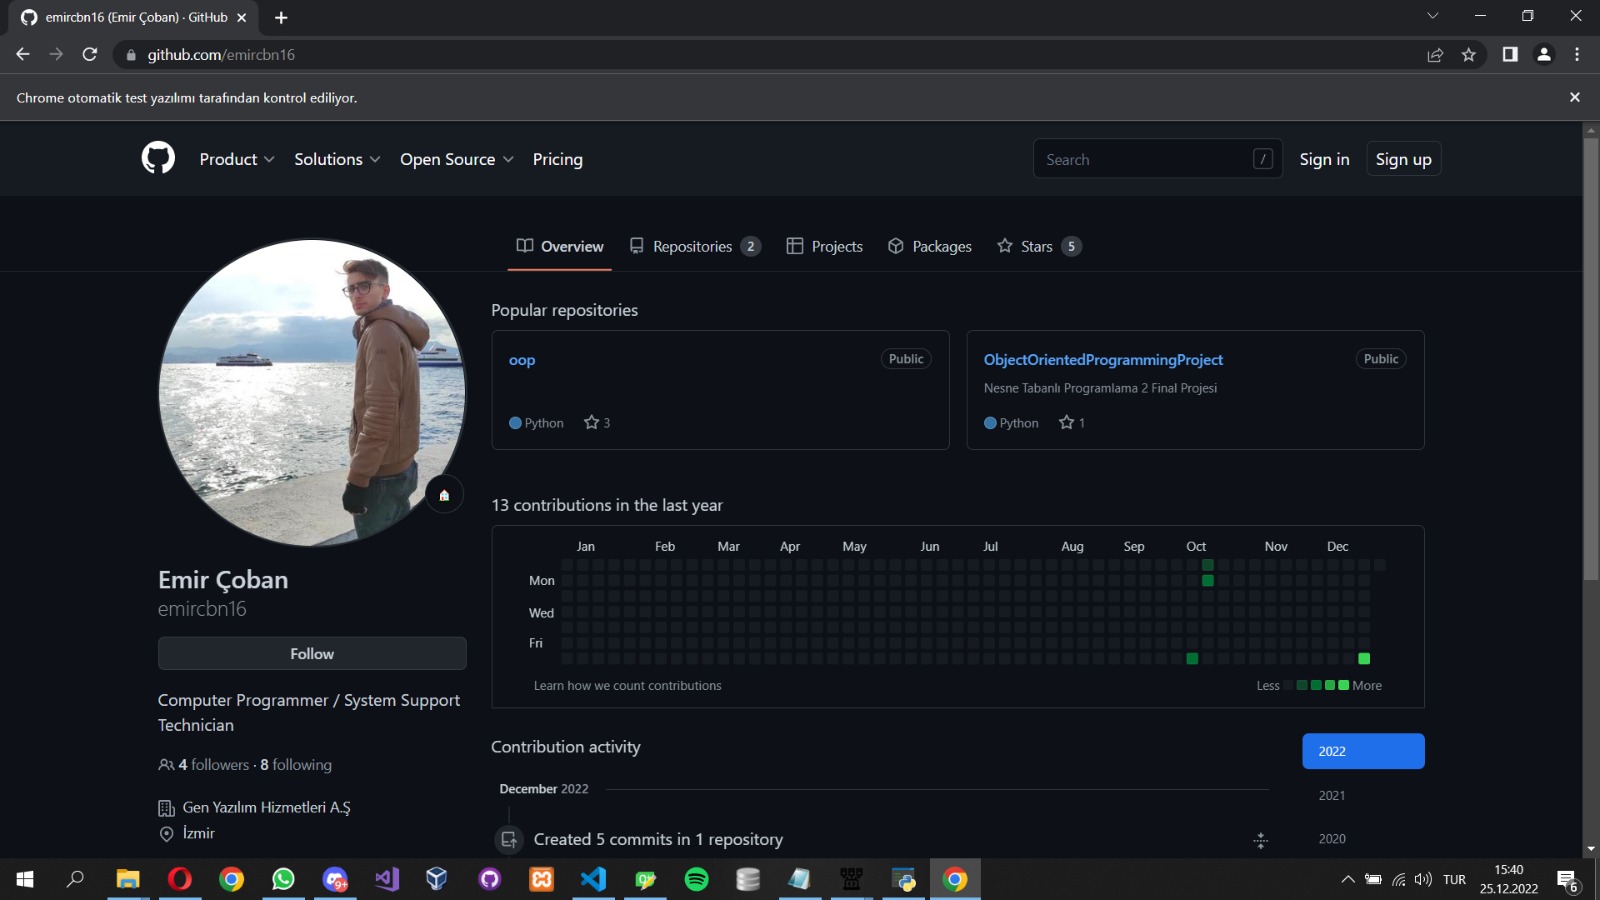 emircbn16 (Emir Çoban) · GitHub
github.com/emircbn16
Chrome otomatik test yazılımı tarafından kontrol ediliyor.
Product
Solutions
Open Source
Pricing
Search
/
Sign in
Sign up
Overview
Repositories 2
Projects
Packages
Stars 5
Popular repositories
oop
Public
Python
3
ObjectOrientedProgrammingProject
Public
Nesne Tabanlı Programlama 2 Final Projesi
Python
1
13 contributions in the last year
Jan Feb Mar Apr May Jun Jul Aug Sep Oct Nov Dec
Mon
Wed
Fri
Learn how we count contributions
Less More
Emir Çoban
emircbn16
Follow
Computer Programmer / System Support
Technician
4 followers · 8 following
Gen Yazılım Hizmetleri A.Ş
İzmir
Contribution activity
2022
2021
2020
December 2022
Created 5 commits in 1 repository
9+
TUR
15:40
25.12.2022
6